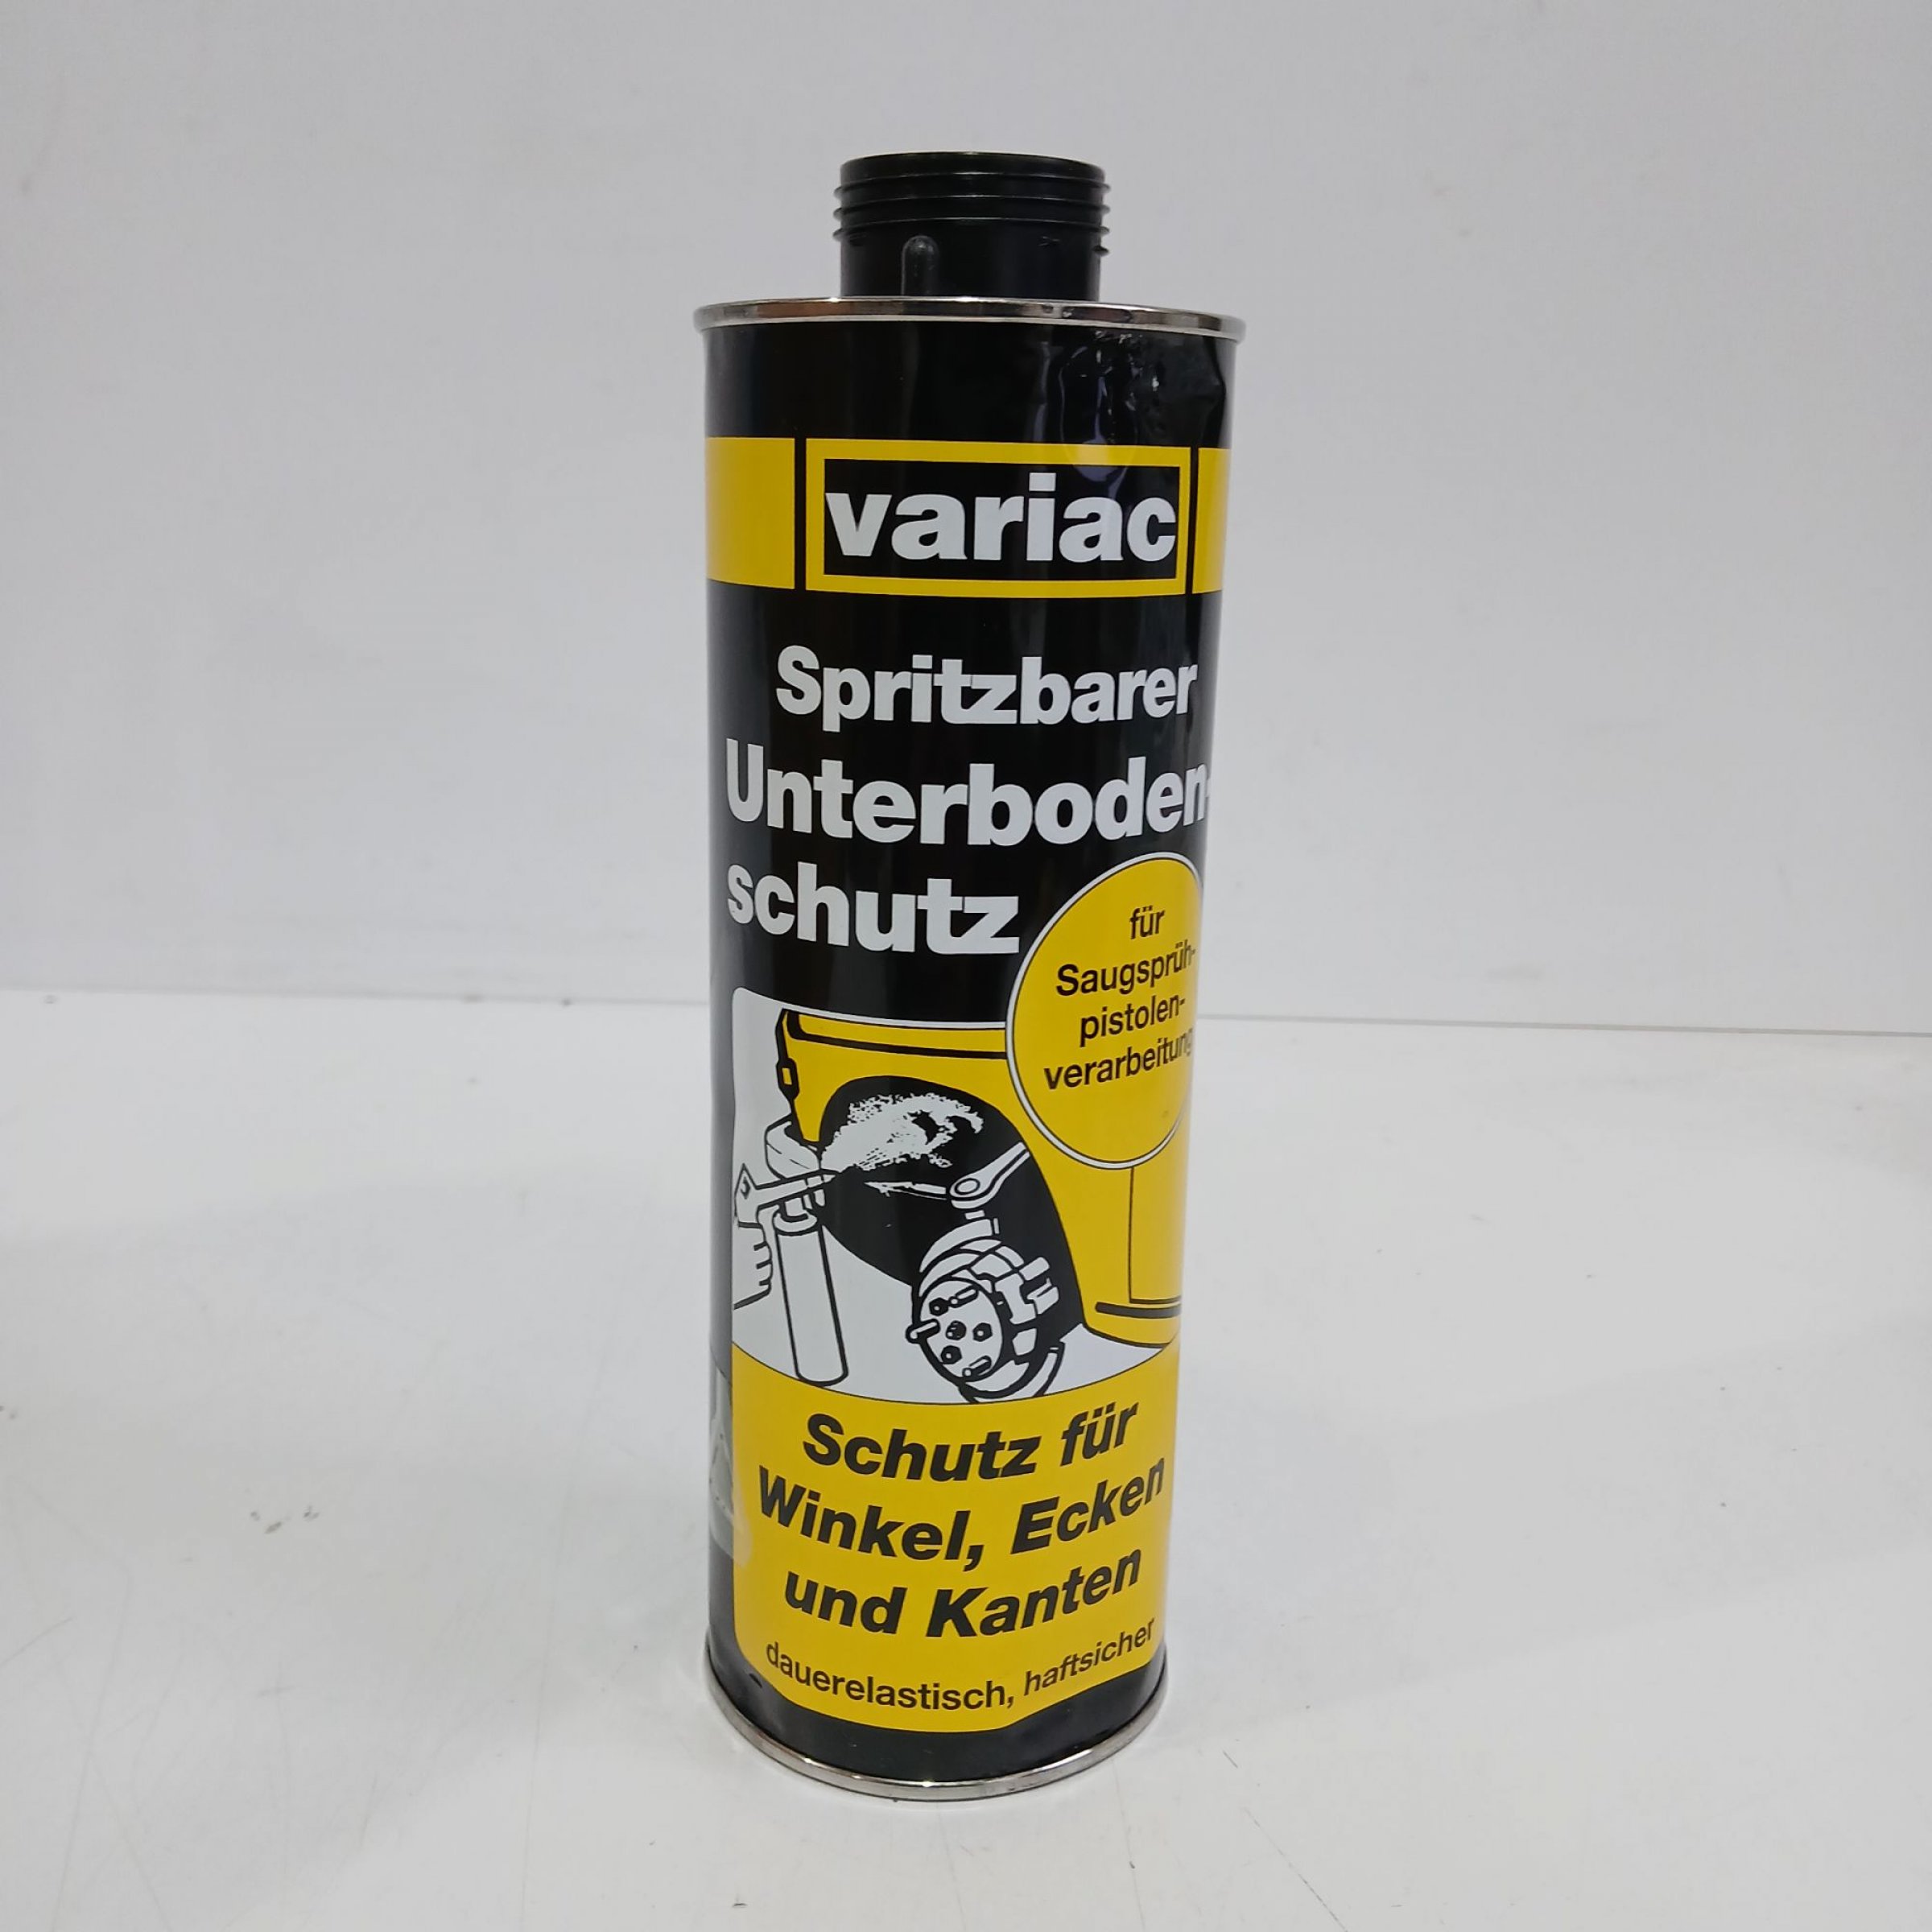 variac
Spritzbarer
Unterboden-
schutz
für
Saugsprüh-
pistolen-
verarbeitung
Schutz für
Winkel, Ecken
und Kanten
dauerelastisch, haftsicher